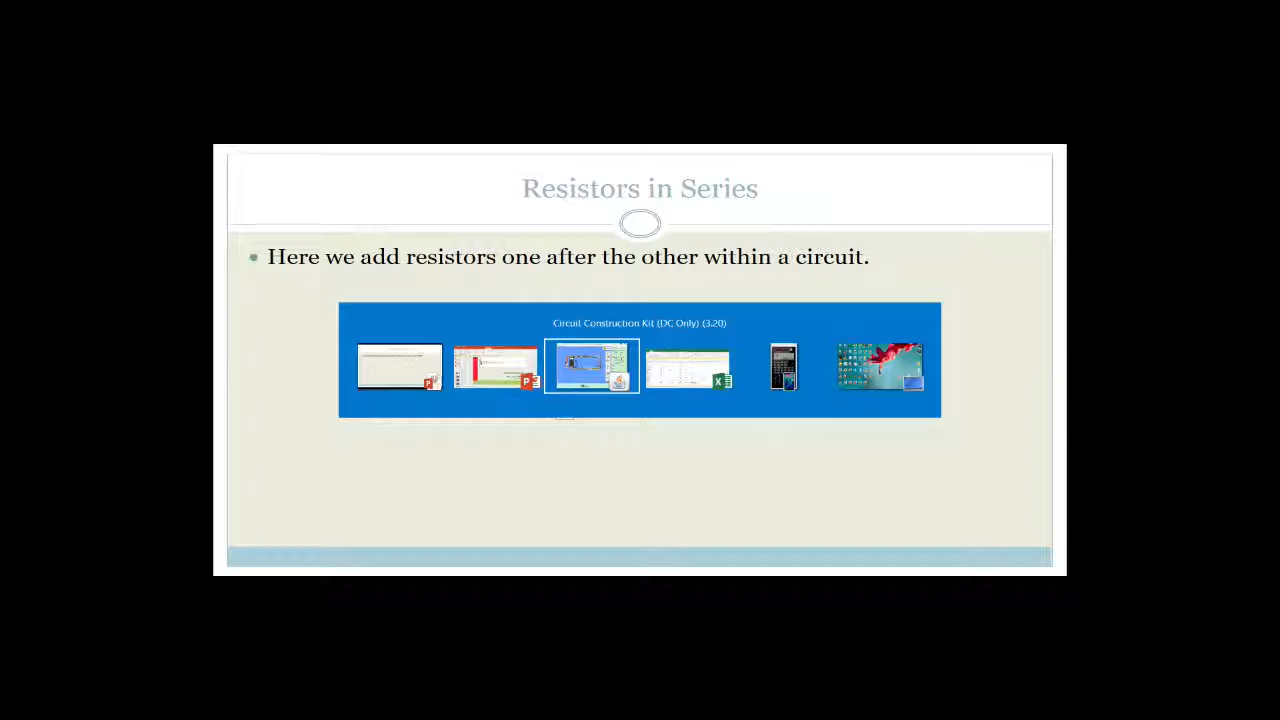 Resistors in Series
Here we add resistors one after the other within a circuit.
Circuit Construction Kit (DC Only) (3.20)